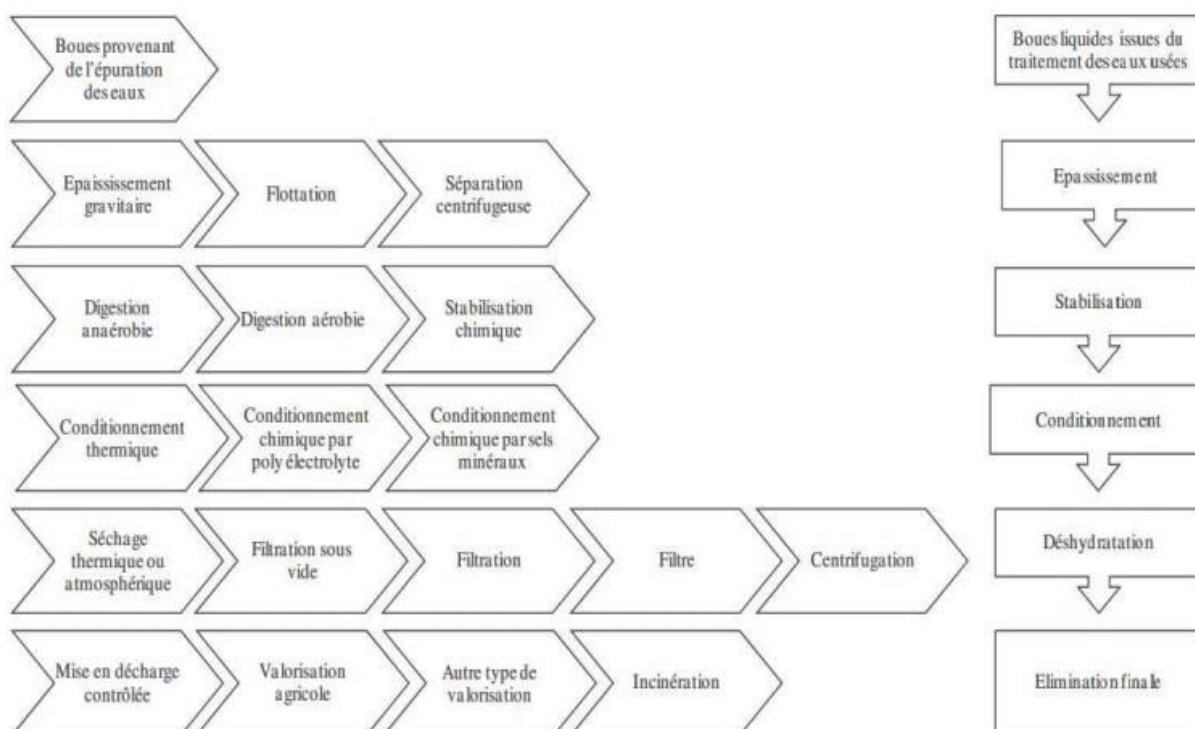 Boues provenant
de l'épuration
des eaux
Boues liquides issues du
traitement des eaux usées
Epaississement
gravitaire
Flottation
Séparation
centrifugeuse
Epassissement
Digestion
anaérobie
Digestion aérobie
Stabilisation
chimique
Stabilisation
Conditionnement
thermique
Conditionnement
chimique par
poly électrolyte
Conditionnement
chimique par sels
minéraux
Conditionnement
Séchage
thermique ou
atmosphérique
Filtration sous
vide
Filtration
Filtre
Centrifugation
Déshydratation
Mise en décharge
contrôlée
Valorisation
agricole
Autre type de
valorisation
Incinération
Elimination finale